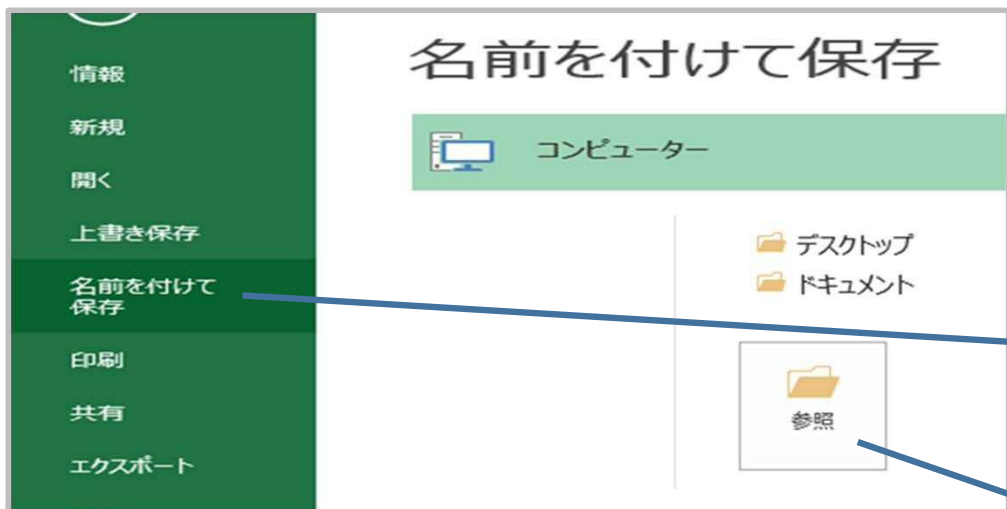 情報
新規
開く
上書き保存
名前を付けて
保存
印刷
共有
エクスポート
名前を付けて保存
コンピューター
デスクトップ
ドキュメント
参照